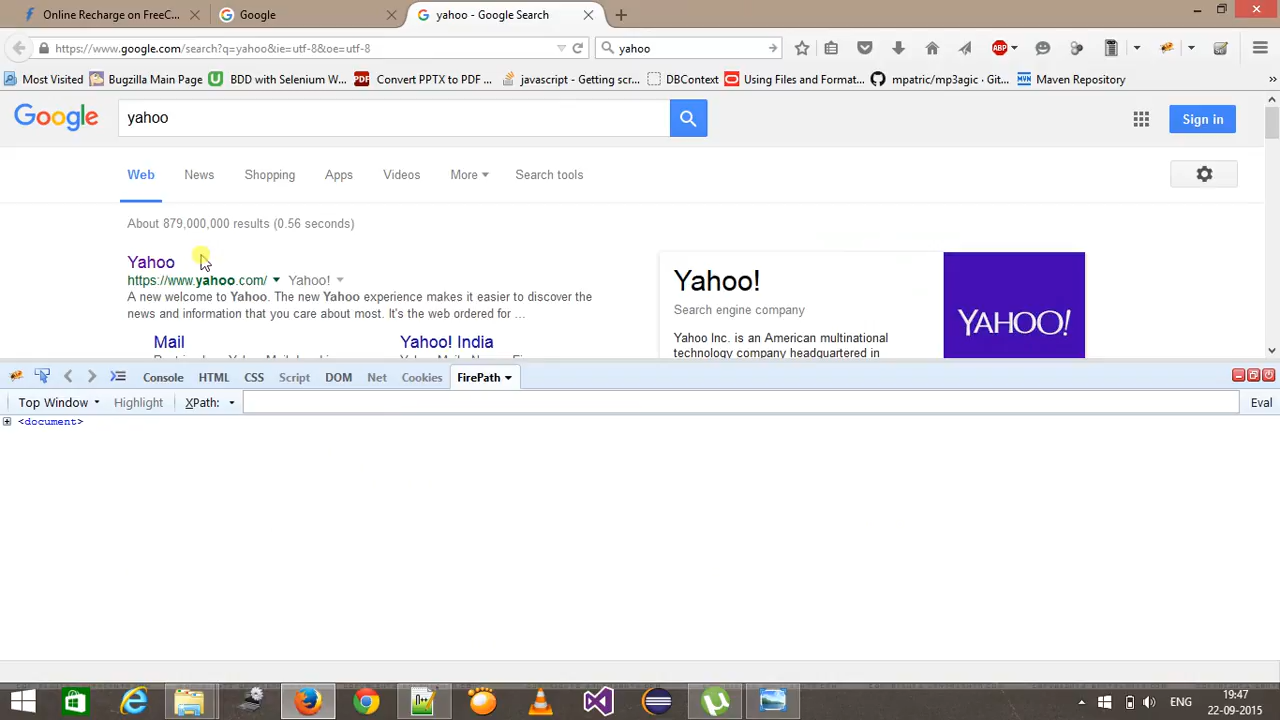 Online Recharge on FreeC...
Google
yahoo - Google Search
https://www.google.com/search?q=yahoo&ie=utf-8&oe=utf-8
yahoo
ABP
Most Visited
Bugzilla Main Page
BDD with Selenium W...
Convert PPTX to PDF ...
javascript - Getting scr...
DBContext
Using Files and Format...
mpatric/mp3agic · Git...
Maven Repository
Google
yahoo
Sign in
Web
News
Shopping
Apps
Videos
More
Search tools
About 879,000,000 results (0.56 seconds)
Yahoo
https://www.yahoo.com/
Yahoo!
A new welcome to Yahoo. The new Yahoo experience makes it easier to discover the
news and information that you care about most. It's the web ordered for ...
Mail
Yahoo! India
Yahoo!
Search engine company
Yahoo Inc. is an American multinational
technology company headquartered in
YAHOO!
Console
HTML
CSS
Script
DOM
Net
Cookies
FirePath
Top Window
Highlight
XPath:
Eval
<document>
ENG
19:47
22-09-2015